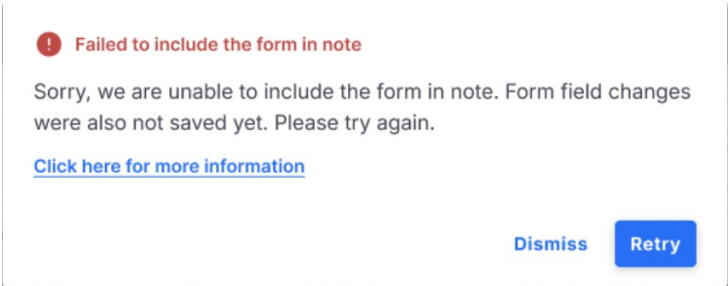 Failed to include the form in note
Sorry, we are unable to include the form in note. Form field changes
were also not saved yet. Please try again.
Click here for more information
Dismiss
Retry